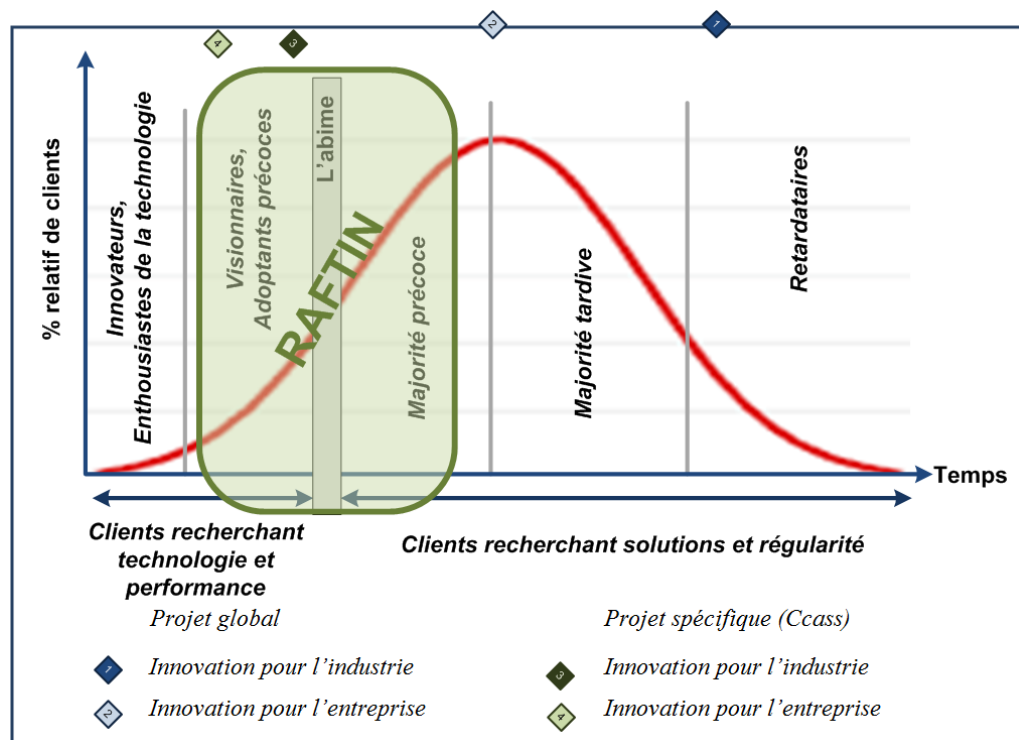 4
3
2
1
% relatif de clients
Innovateurs,
Enthousiastes de la technologie
Visionnaires,
Adoptants précoces
L'abime
RAFTIN
Majorité précoce
Majorité tardive
Retardataires
Temps
Clients recherchant
technologie et
performance
Clients recherchant solutions et régularité
Projet global
1 Innovation pour l'industrie
2 Innovation pour l'entreprise
Projet spécifique (Ccass)
3 Innovation pour l'industrie
4 Innovation pour l'entreprise